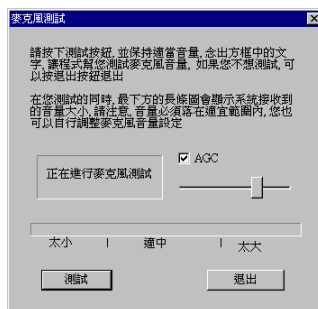 麥克風測試
請按下測試按鈕,並保持適當音量,念出方框中的文
字,讓程式幫您測試麥克風音量, 如果您不想測試,可
以按退出按鈕退出
在您測試的同時,最下方的長條圖會顯示系統接收到
的音量大小,請注意,音量必須落在適宜範圍內,您也
可以自行調整麥克風音量設定
正在進行麥克風測試
AGC
太小 | 適中 | 太大
測試 退出